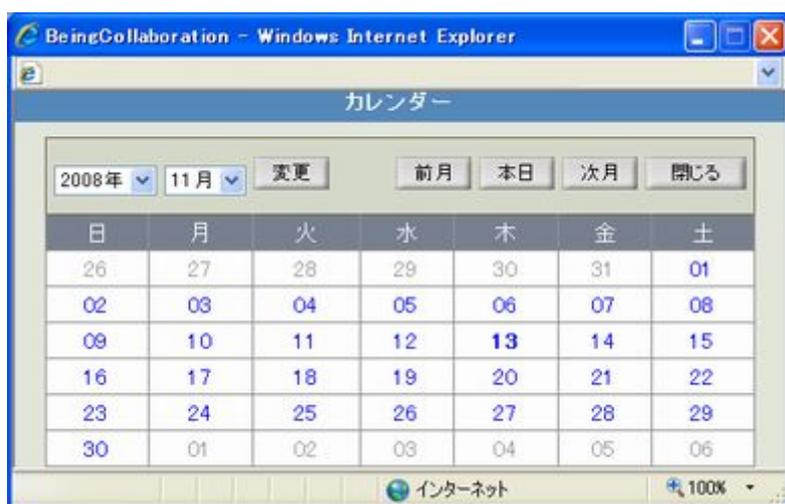 BeingCollaboration - Windows Internet Explorer
カレンダー
2008年 11月 変更 前月 本日 次月 閉じる
日 月 火 水 木 金 土
26 27 28 29 30 31 01
02 03 04 05 06 07 08
09 10 11 12 13 14 15
16 17 18 19 20 21 22
23 24 25 26 27 28 29
30 01 02 03 04 05 06
インターネット 100%